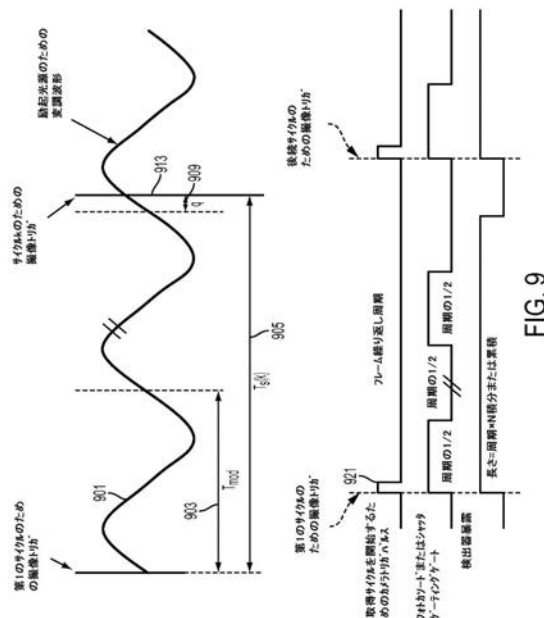 第1のサイクルのため
の撮像トリガ
901
903
Tmod
サイクルkのための
撮像トリガ
励起光源のための
変調波形
913
909
q
905
Ts(k)
第1のサイクルの
ための撮像トリガ
後続サイクルの
ための撮像トリガ
取得サイクルを開始するた
めのカメラトリガパルス
921
フレーム繰り返し周期
フォトカソードまたはシャッタ
ゲーティングゲート
周期の1/2
周期の1/2
周期の1/2
検出器暴露
長さ=周期×N積分または累積
FIG. 9